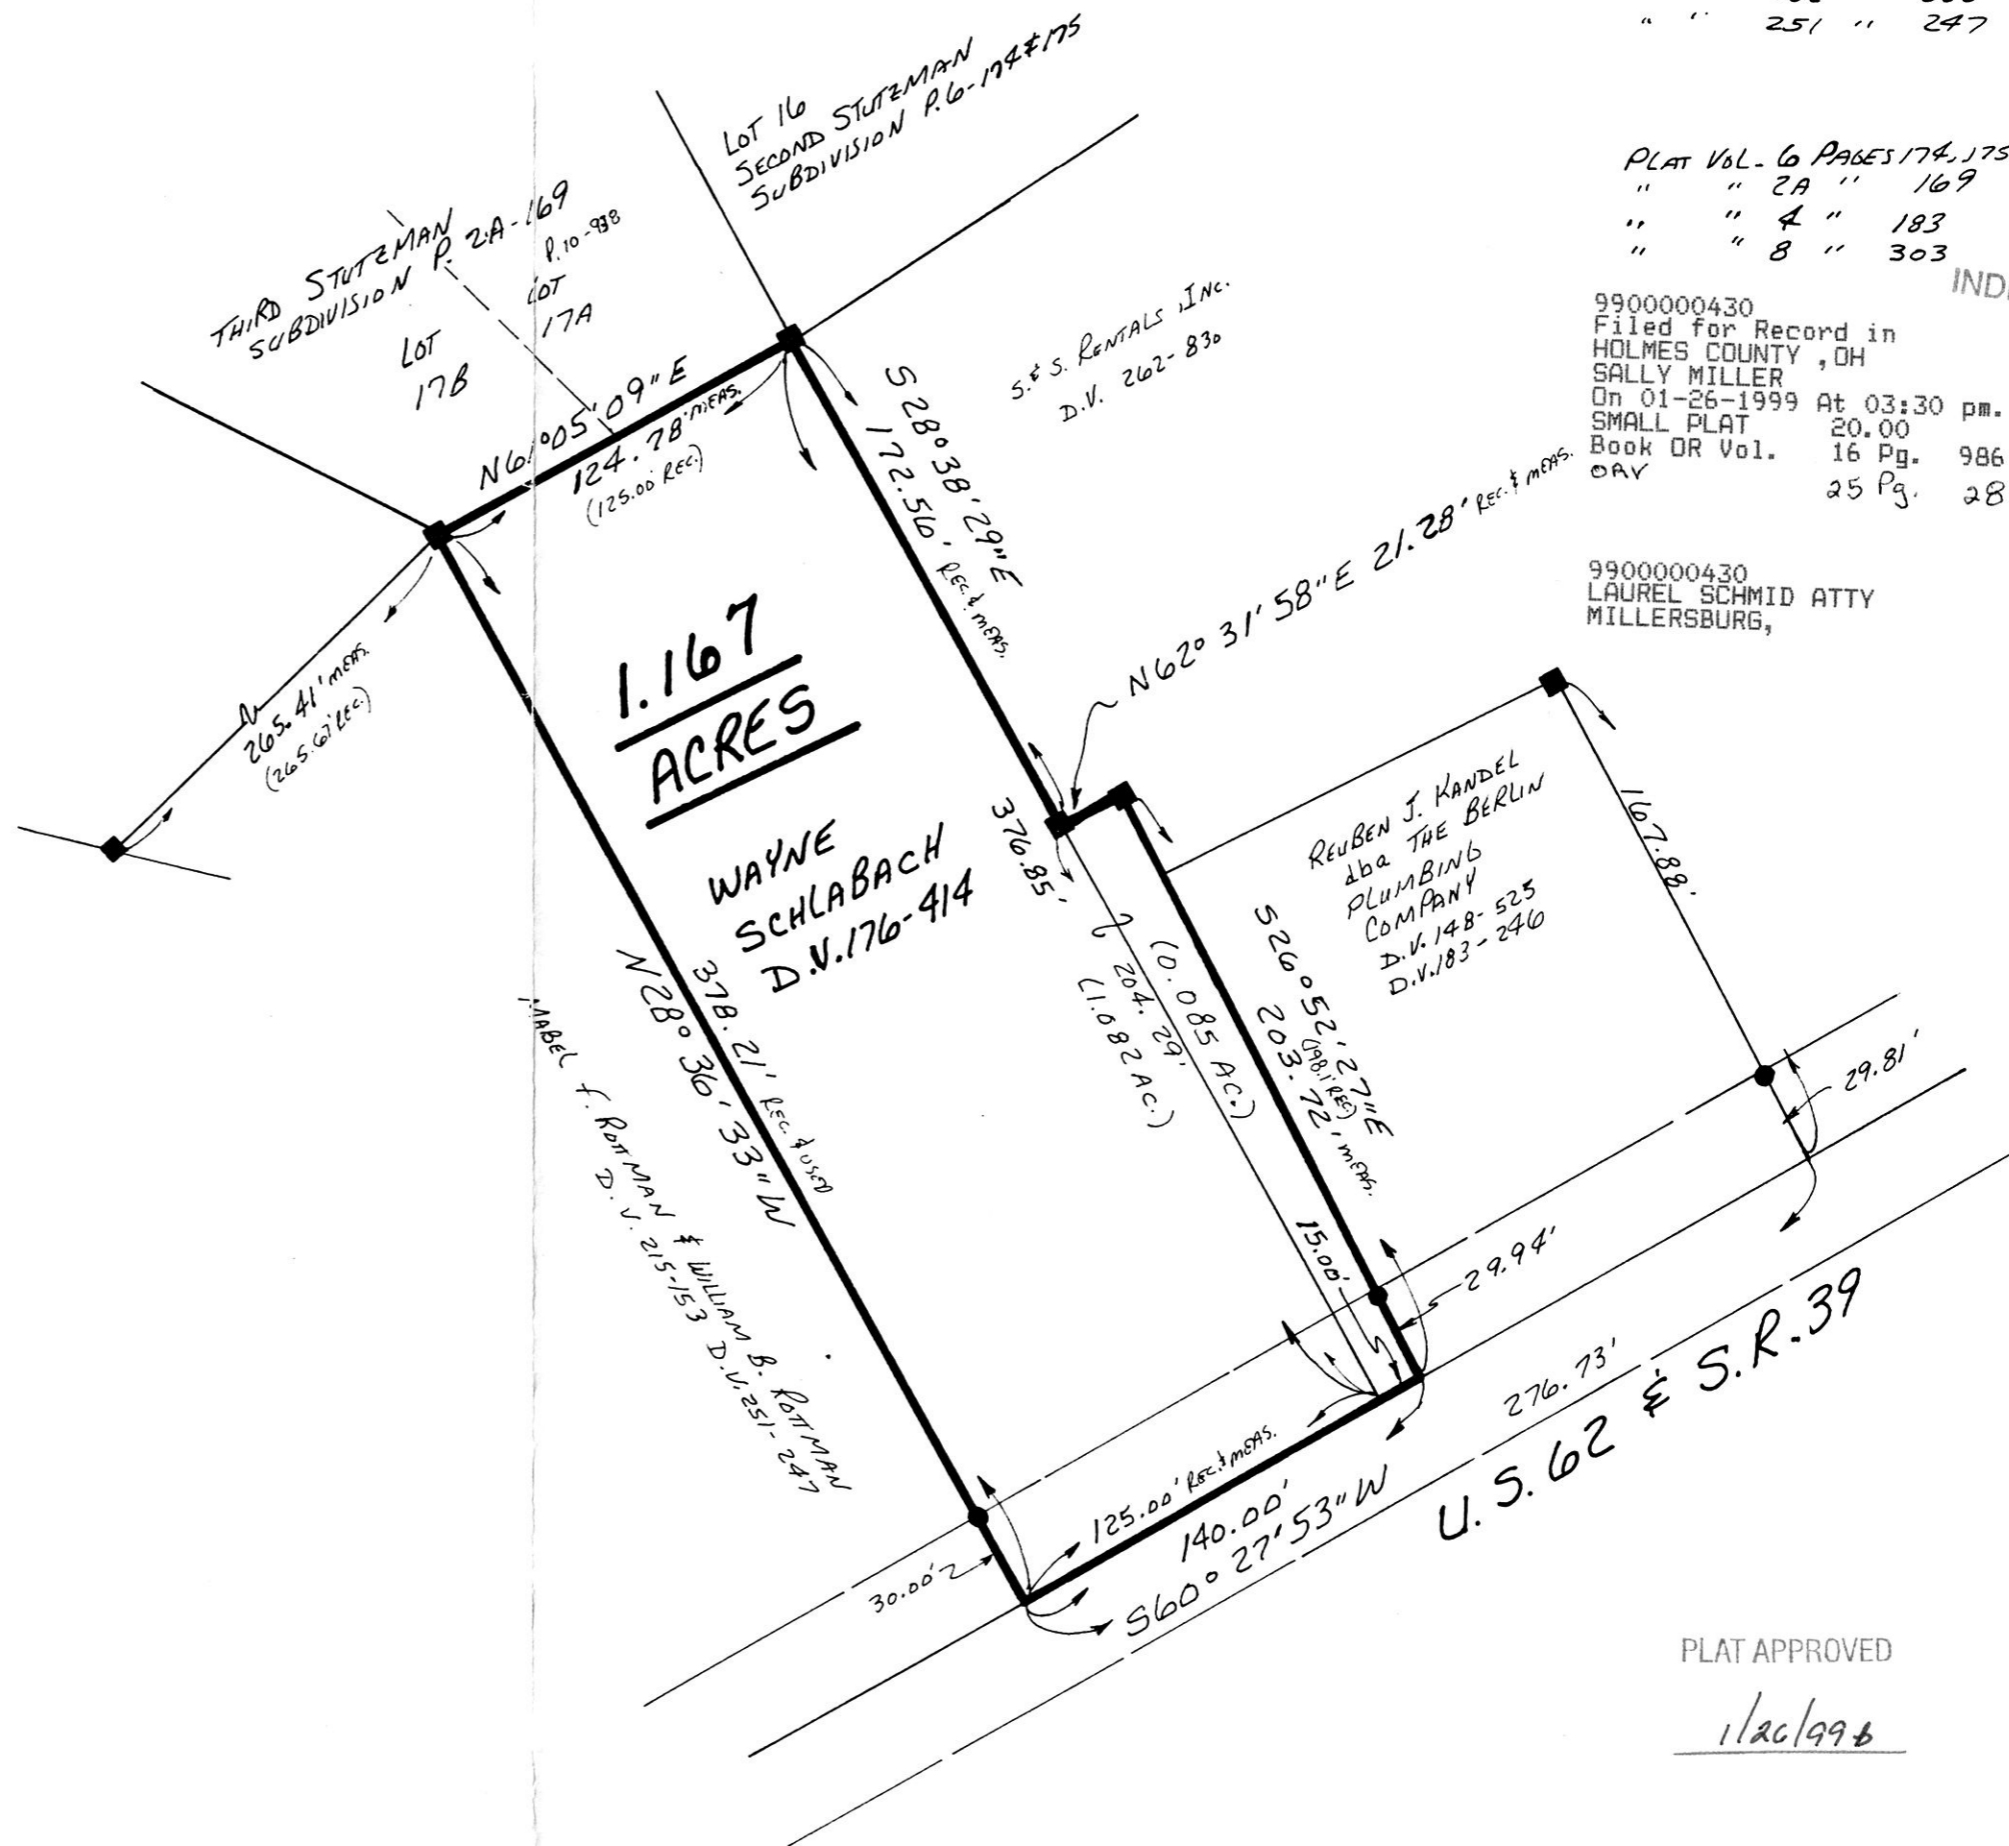 251 " 247
PLAT VOL. 6 PAGES 174, 175
" " 2A " 169
" " 4 " 183
" " 8 " 303
9900000430
Filed for Record in
HOLMES COUNTY ,OH
SALLY MILLER
On 01-26-1999 At 03:30 pm.
SMALL PLAT 20.00
Book OR Vol. 16 Pg. 986
ORV 25 Pg. 28
9900000430
LAUREL SCHMID ATTY
MILLERSBURG,
LOT 16
SECOND STUTZMAN
SUBDIVISION P.6-174 & 175
THIRD STUTZMAN
SUBDIVISION P. 2A-169
LOT
17B
LOT
17A
N61°05'09"E
124.78' MEAS.
(125.00 REC.)
S. & S. RENTALS, INC.
D.V. 262-830
S28°38'29"E
172.56' REC. & MEAS.
N62°31'58"E 21.28' REC. & MEAS.
265.41' MEAS.
(265.67' REC.)
1.167
ACRES
WAYNE
SCHLABACH
D.V.176-414
376.85'
204.29'
(1.082 AC.)
(0.085 AC.)
S26°52'27"E
(198.1' REC)
203.72' MEAS.
REUBEN J. KANDEL
dba THE BERLIN
PLUMBING
COMPANY
D.V.148-525
D.V.183-246
167.88'
29.81'
378.21' REC. & USED
N28°36'33"W
MABEL F. ROTTMAN & WILLIAM B. ROTTMAN
D.V. 215-153 D.V. 251-247
15.00'
29.94'
276.73'
125.00' REC. & MEAS.
140.00'
S60°27'53"W
30.00'
U.S. 62 & S.R. 39
PLAT APPROVED
1/26/99